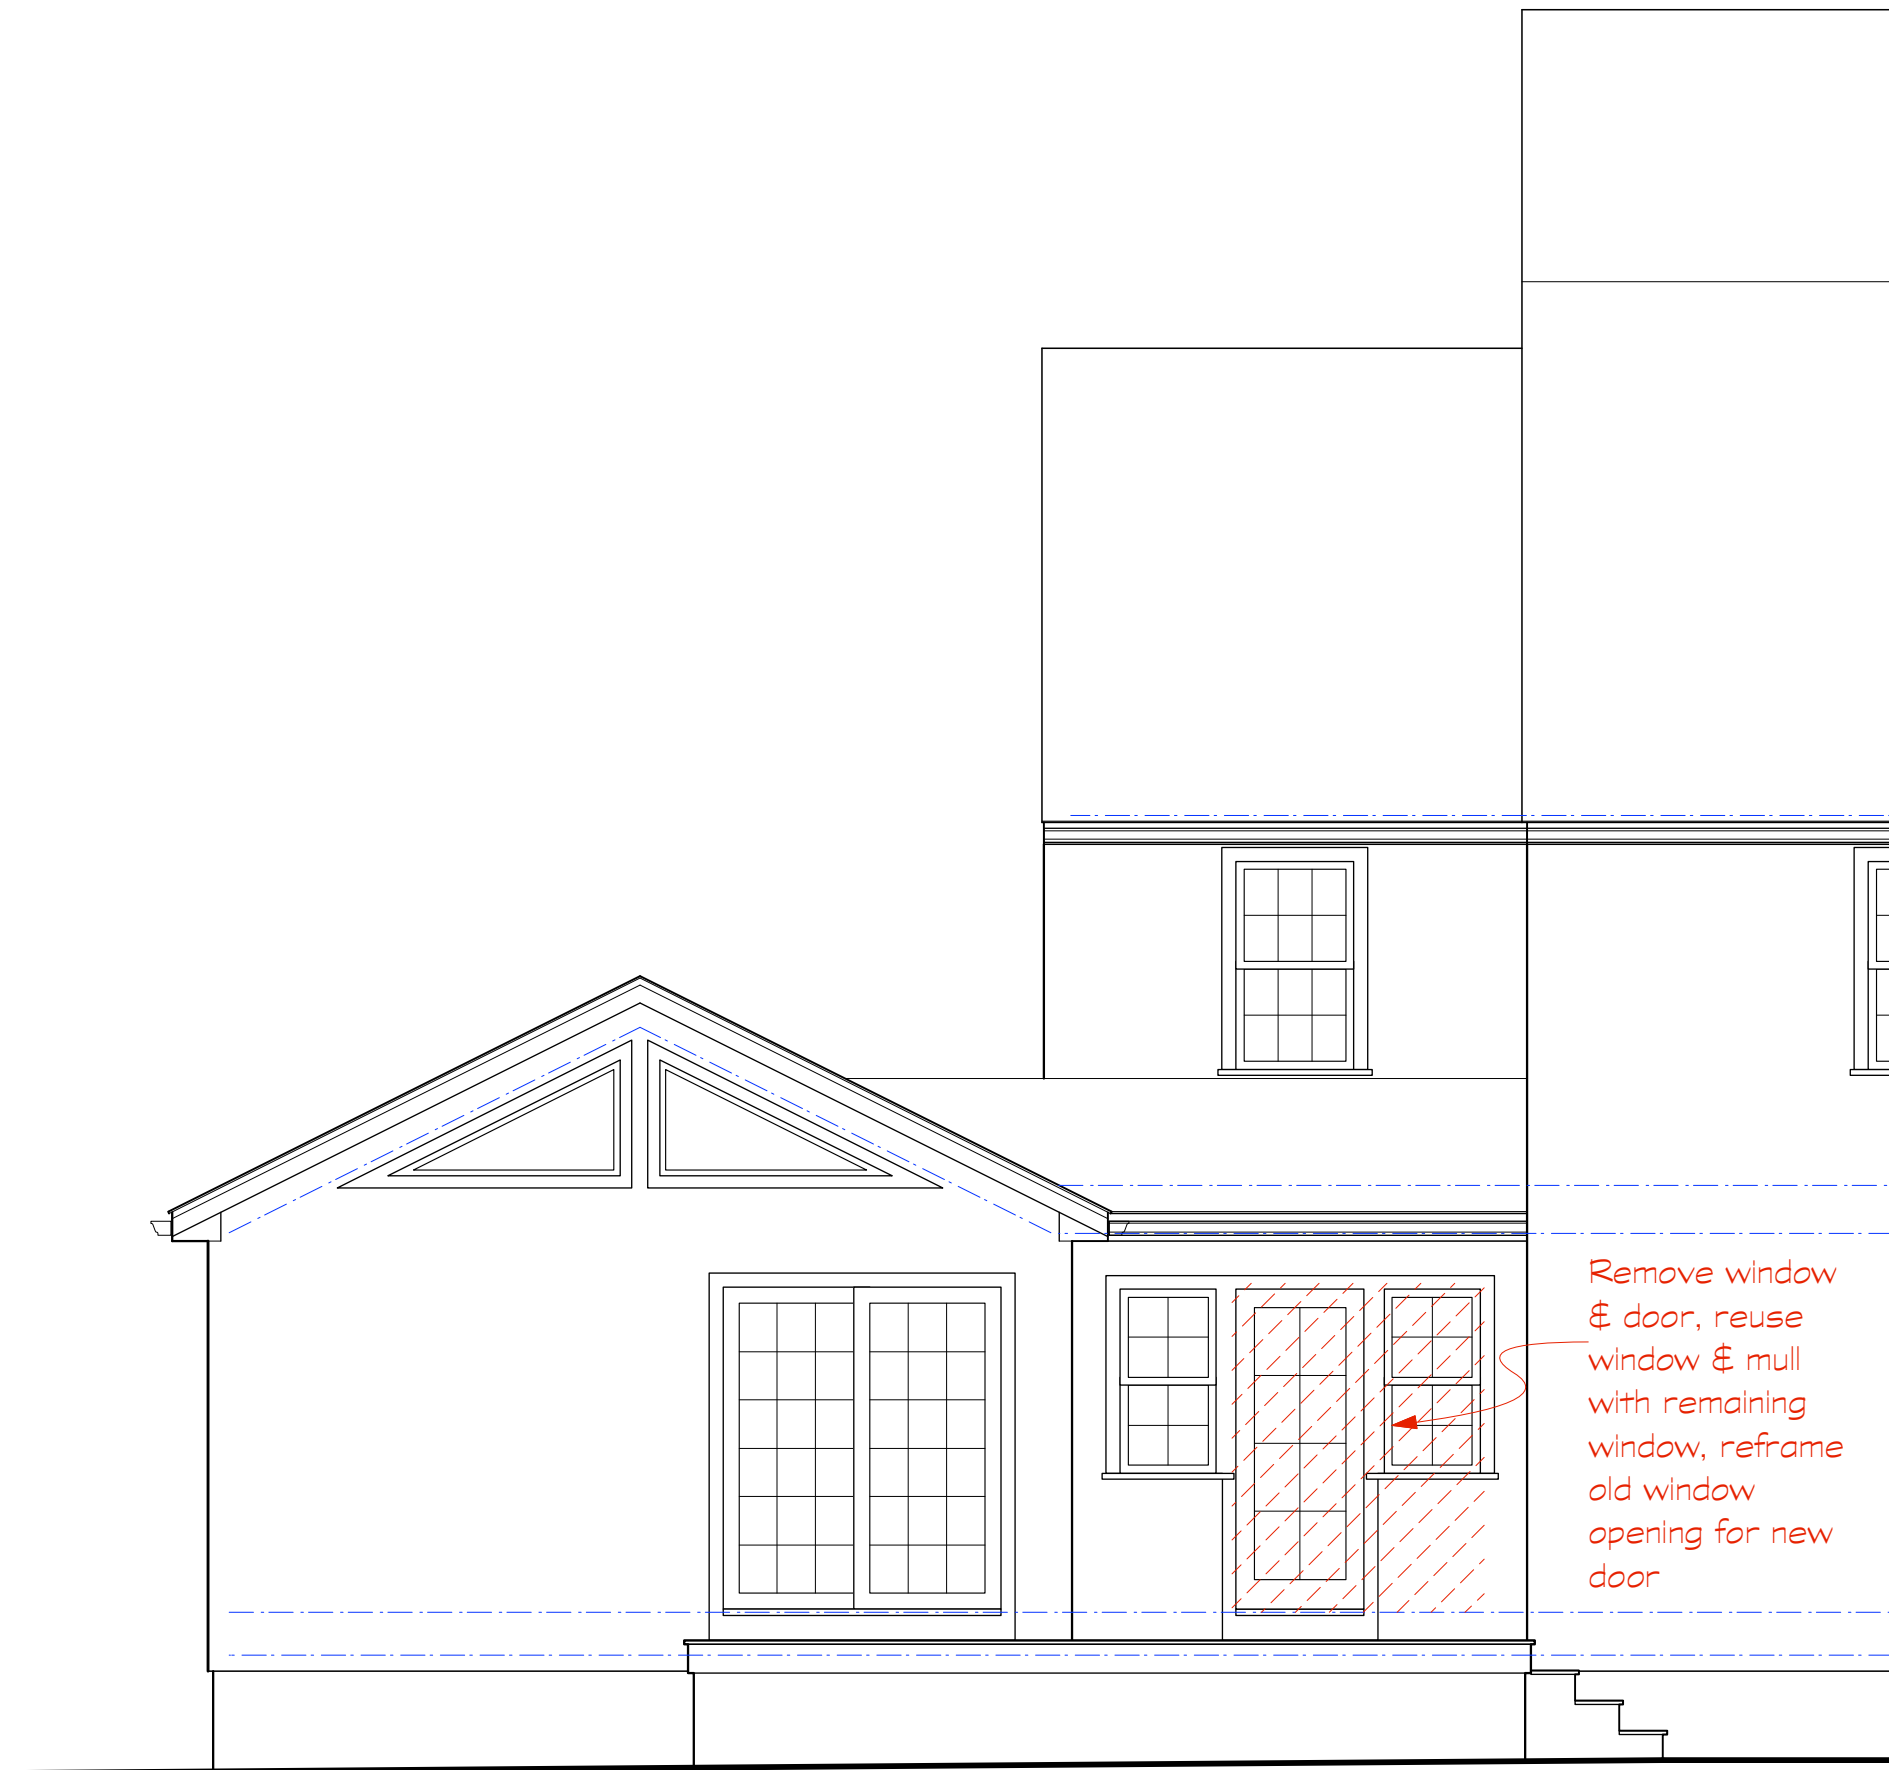 Remove window
& door, reuse
window & mull
with remaining
window, reframe
old window
opening for new
door